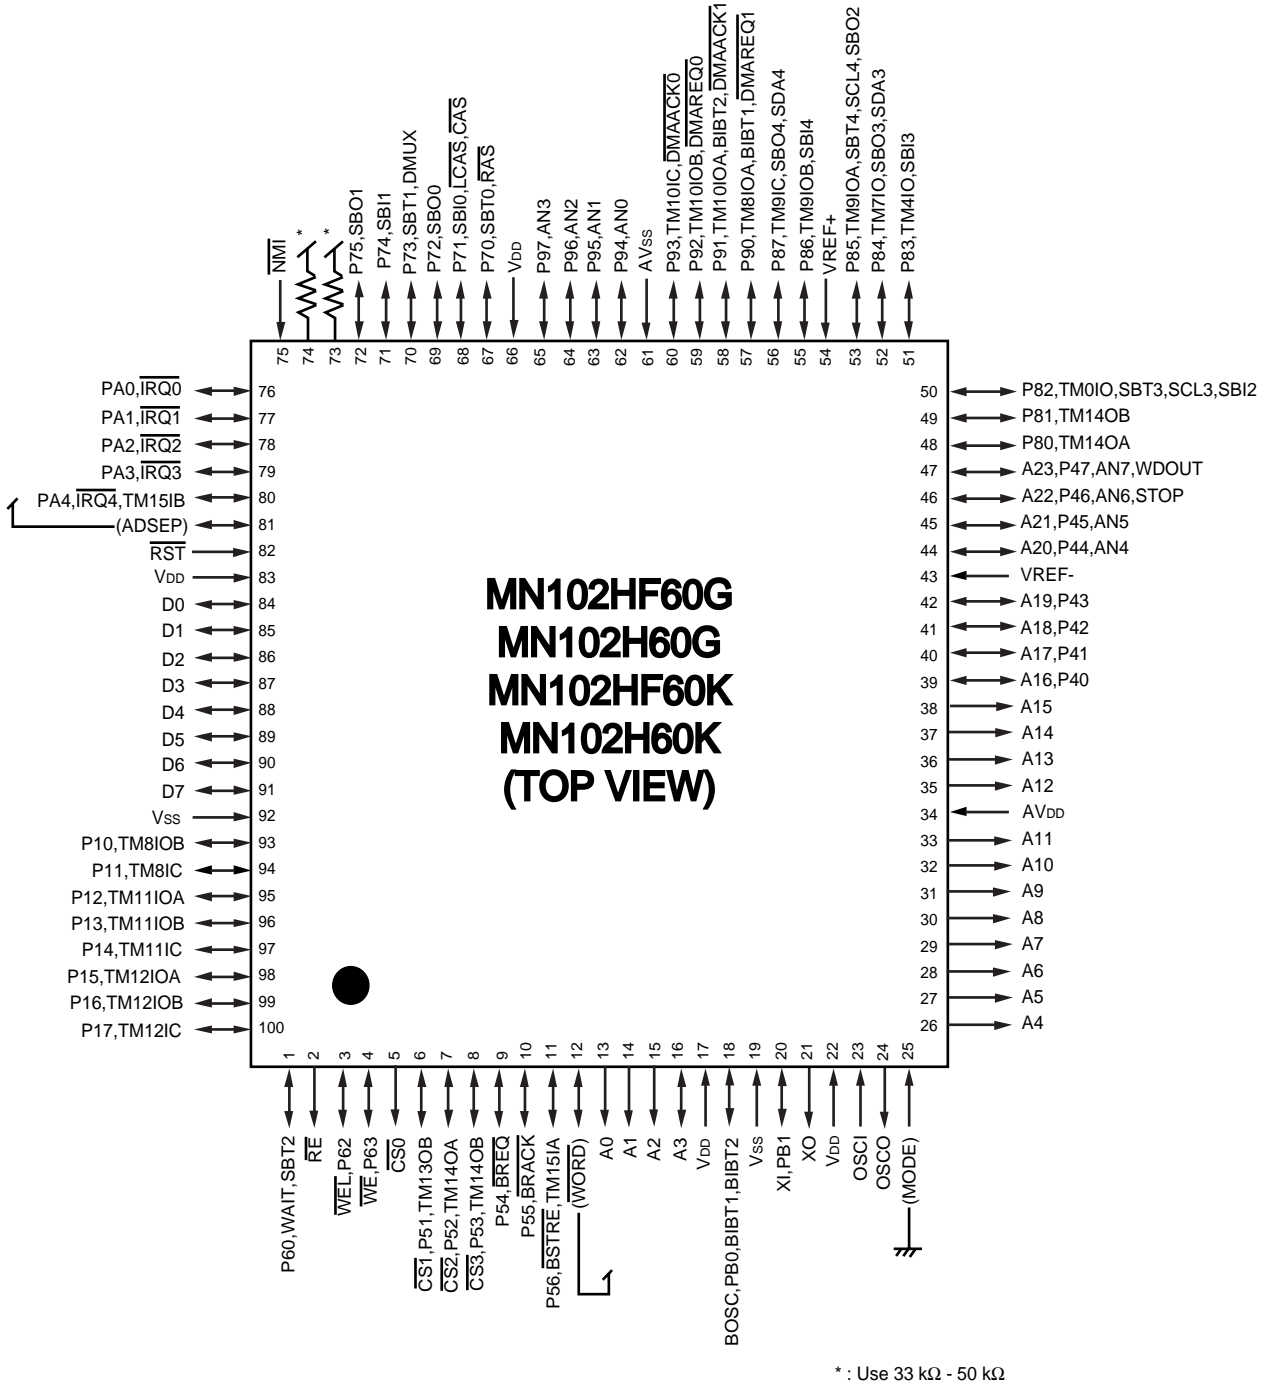 NMI
*
*
P75,SBO1
P74,SBI1
P73,SBT1,DMUX
P72,SBO0
P71,SBI0,LCAS,CAS
P70,SBT0,RAS
VDD
P97,AN3
P96,AN2
P95,AN1
P94,AN0
AVSS
P93,TM10IC,DMAACK0
P92,TM10IOB,DMAREQ0
P91,TM10IOA,BIBT2,DMAACK1
P90,TM8IOA,BIBT1,DMAREQ1
P87,TM9IC,SBO4,SDA4
P86,TM9IOB,SBI4
VREF+
P85,TM9IOA,SBT4,SCL4,SBO2
P84,TM7IO,SBO3,SDA3
P83,TM4IO,SBI3
75 74 73 72 71 70 69 68 67 66 65 64 63 62 61 60 59 58 57 56 55 54 53 52 51
PA0,IRQ0 76
PA1,IRQ1 77
PA2,IRQ2 78
PA3,IRQ3 79
PA4,IRQ4,TM15IB 80
(ADSEP) 81
RST 82
VDD 83
D0 84
D1 85
D2 86
D3 87
D4 88
D5 89
D6 90
D7 91
VSS 92
P10,TM8IOB 93
P11,TM8IC 94
P12,TM11IOA 95
P13,TM11IOB 96
P14,TM11IC 97
P15,TM12IOA 98
P16,TM12IOB 99
P17,TM12IC 100
MN102HF60G
MN102H60G
MN102HF60K
MN102H60K
(TOP VIEW)
50 P82,TM0IO,SBT3,SCL3,SBI2
49 P81,TM14OB
48 P80,TM14OA
47 A23,P47,AN7,WDOUT
46 A22,P46,AN6,STOP
45 A21,P45,AN5
44 A20,P44,AN4
43 VREF-
42 A19,P43
41 A18,P42
40 A17,P41
39 A16,P40
38 A15
37 A14
36 A13
35 A12
34 AVDD
33 A11
32 A10
31 A9
30 A8
29 A7
28 A6
27 A5
26 A4
1 2 3 4 5 6 7 8 9 10 11 12 13 14 15 16 17 18 19 20 21 22 23 24 25
P60,WAIT,SBT2
RE
WEL,P62
WE,P63
CS0
CS1,P51,TM13OB
CS2,P52,TM14OA
CS3,P53,TM14OB
P54,BREQ
P55,BRACK
P56,BSTRE,TM15IA
(WORD)
A0
A1
A2
A3
VDD
BOSC,PB0,BIBT1,BIBT2
VSS
XI,PB1
XO
VDD
OSCI
OSCO
(MODE)
* : Use 33 kΩ - 50 kΩ